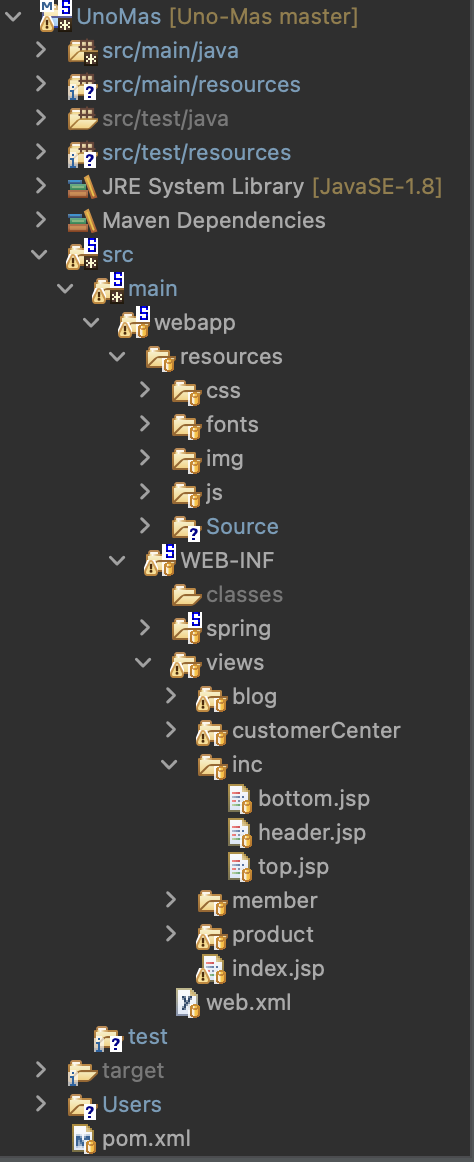 UnoMas [Uno-Mas master]
src/main/java
src/main/resources
src/test/java
src/test/resources
JRE System Library [JavaSE-1.8]
Maven Dependencies
src
main
webapp
resources
css
fonts
img
js
Source
WEB-INF
classes
spring
views
blog
customerCenter
inc
bottom.jsp
header.jsp
top.jsp
member
product
index.jsp
web.xml
test
target
Users
pom.xml